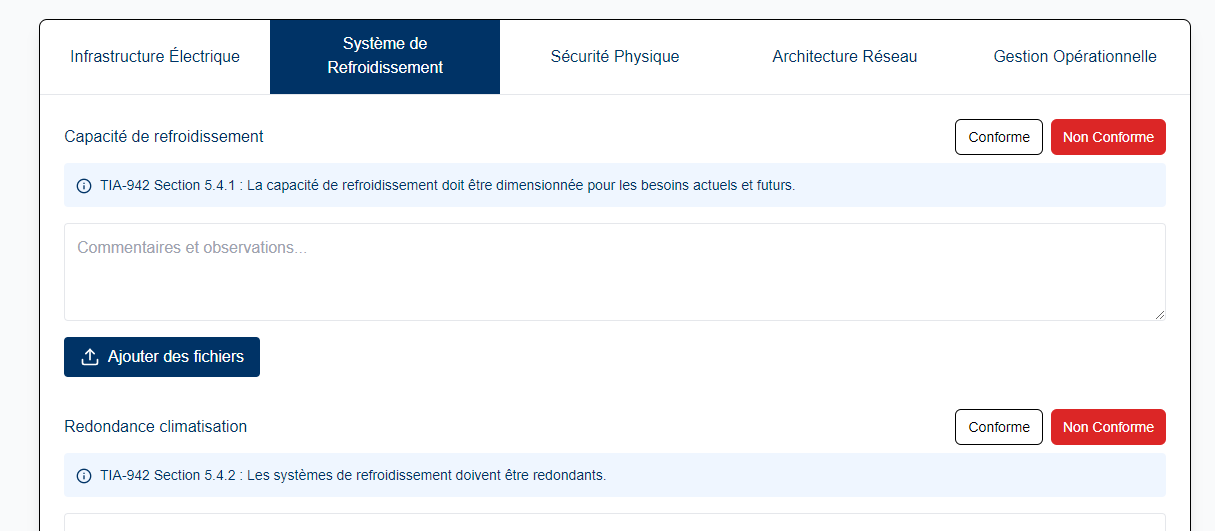 Infrastructure Électrique
Système de
Refroidissement
Sécurité Physique
Architecture Réseau
Gestion Opérationnelle
Capacité de refroidissement
Conforme
Non Conforme
TIA-942 Section 5.4.1 : La capacité de refroidissement doit être dimensionnée pour les besoins actuels et futurs.
Commentaires et observations...
Ajouter des fichiers
Redondance climatisation
Conforme
Non Conforme
TIA-942 Section 5.4.2 : Les systèmes de refroidissement doivent être redondants.